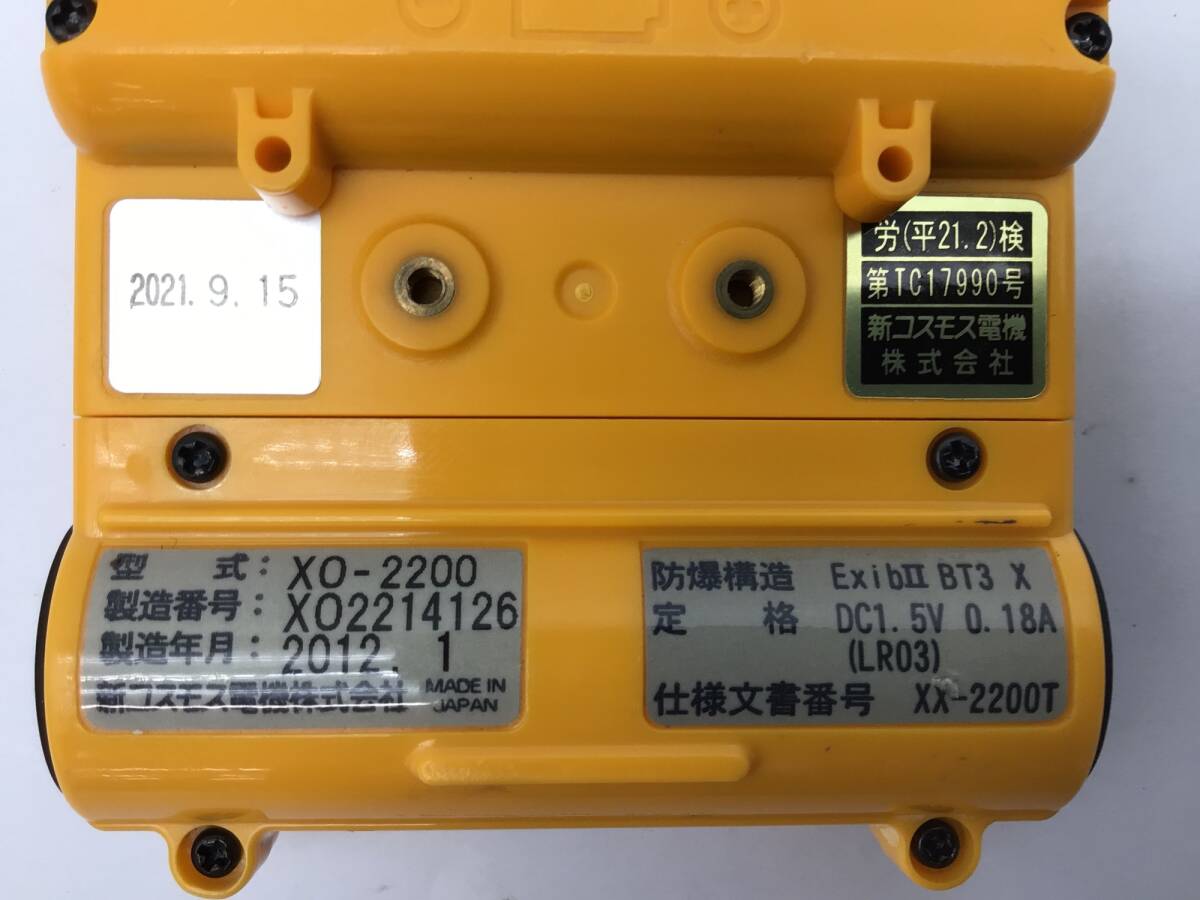 2021. 9. 15
労(平21.2)検
第TC17990号
新コスモス電機
株式会社
型 式: XO-2200
製造番号: XO2214126
製造年月: 2012. 1
新コスモス電機株式会社 MADE IN JAPAN
防爆構造 ExibⅡBT3 X
定 格 DC1.5V 0.18A
(LR03)
仕様文書番号 XX-2200T